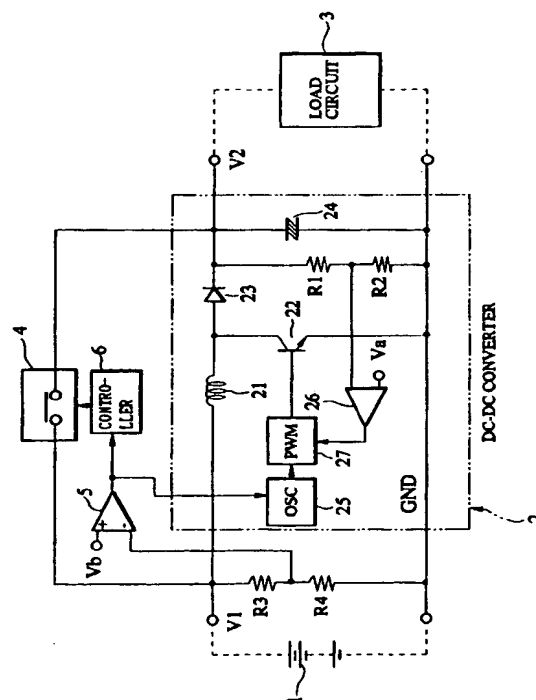 1
V1
R3
R4
Vb
+
-
5
4
6
CONTRO-
LLER
21
OSC
25
PWM
27
26
Va
22
23
R1
R2
24
GND
DC-DC CONVERTER
2
V2
LOAD
CIRCUIT
3